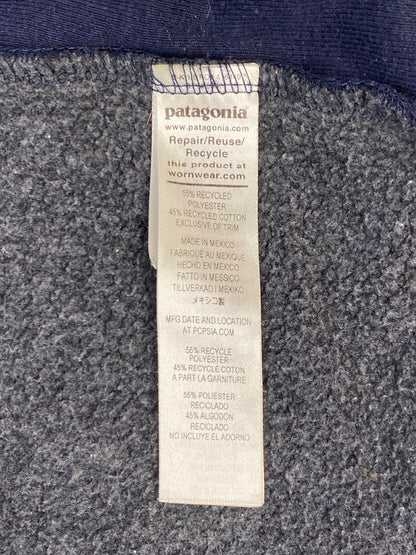 patagonia
www.patagonia.com
Repair/Reuse/
Recycle
this product at
wornwear.com
55% RECYCLED
POLYESTER
45% RECYCLED COTTON
EXCLUSIVE OF TRIM
MADE IN MEXICO
FABRIQUÉ AU MEXIQUE
HECHO EN MÉXICO
FATTO IN MESSICO
TILLVERKAD I MEXIKO
メキシコ製
MFG DATE AND LOCATION
AT PCPSIA.COM
55% RECYCLÉ
POLYESTER
45% RECYCLÉ COTON
À PART LA GARNITURE
55% POLIÉSTER
RECICLADO
45% ALGODÓN
RECICLADO
NO INCLUYE EL ADORNO